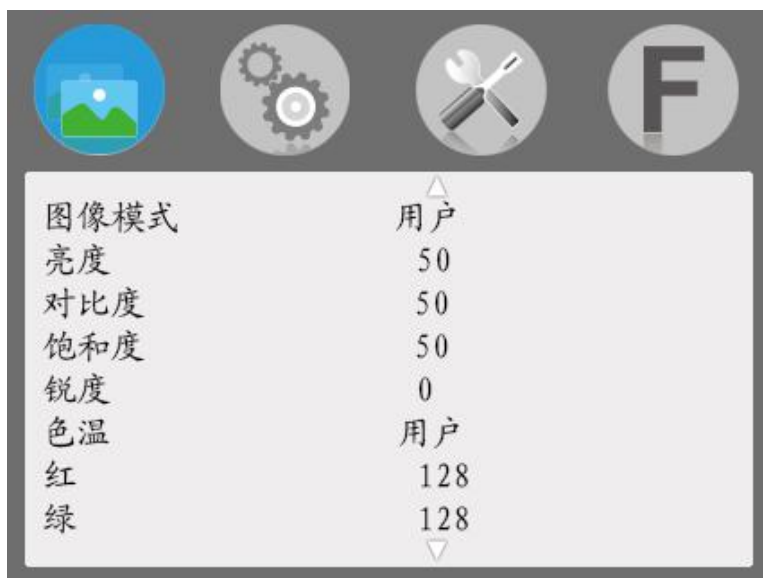 F
图像模式 用户
亮度 50
对比度 50
饱和度 50
锐度 0
色温 用户
红 128
绿 128